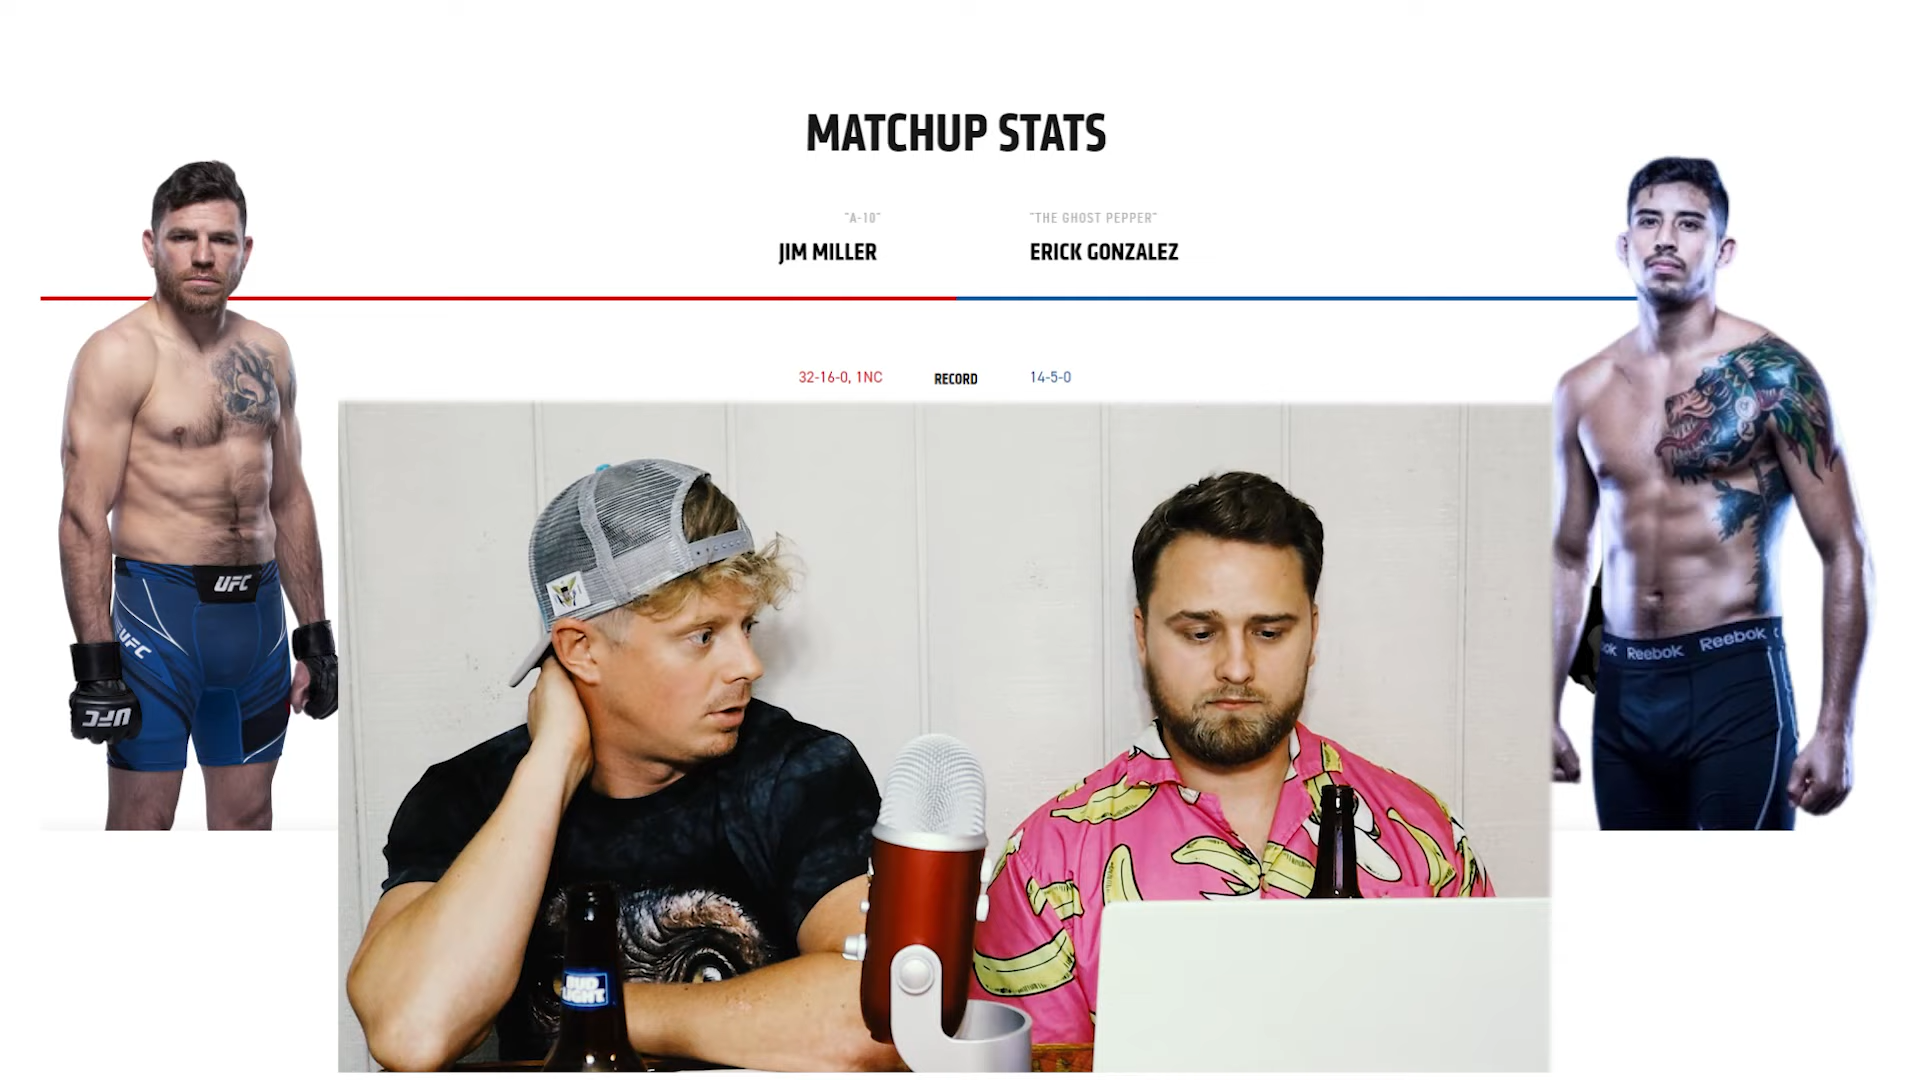 MATCHUP STATS
"A-10"
"THE GHOST PEPPER"
JIM MILLER
ERICK GONZALEZ
32-16-0, 1NC
RECORD
14-5-0
UFC
UFC
UFC
ok Reebok Reebok
BUD
LIGHT